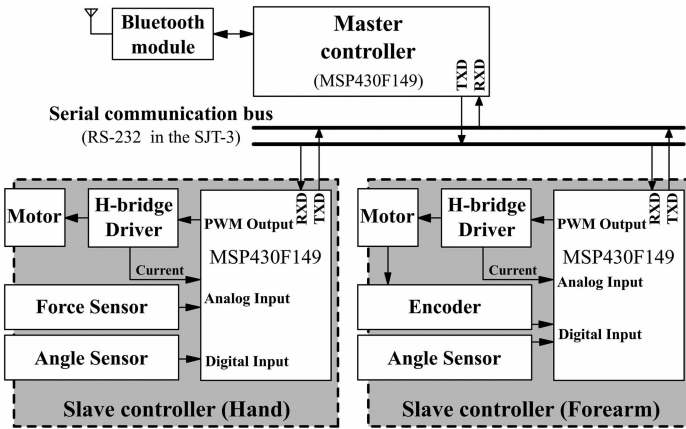 Bluetooth
module
Master
controller
(MSP430F149)
TXD
RXD
Serial communication bus
(RS-232 in the SJT-3)
Motor
H-bridge
Driver
RXD
TXD
PWM Output
MSP430F149
Current
Analog Input
Force Sensor
Angle Sensor
Digital Input
Slave controller (Hand)
Motor
H-bridge
Driver
RXD
TXD
PWM Output
MSP430F149
Current
Analog Input
Encoder
Digital Input
Angle Sensor
Slave controller (Forearm)